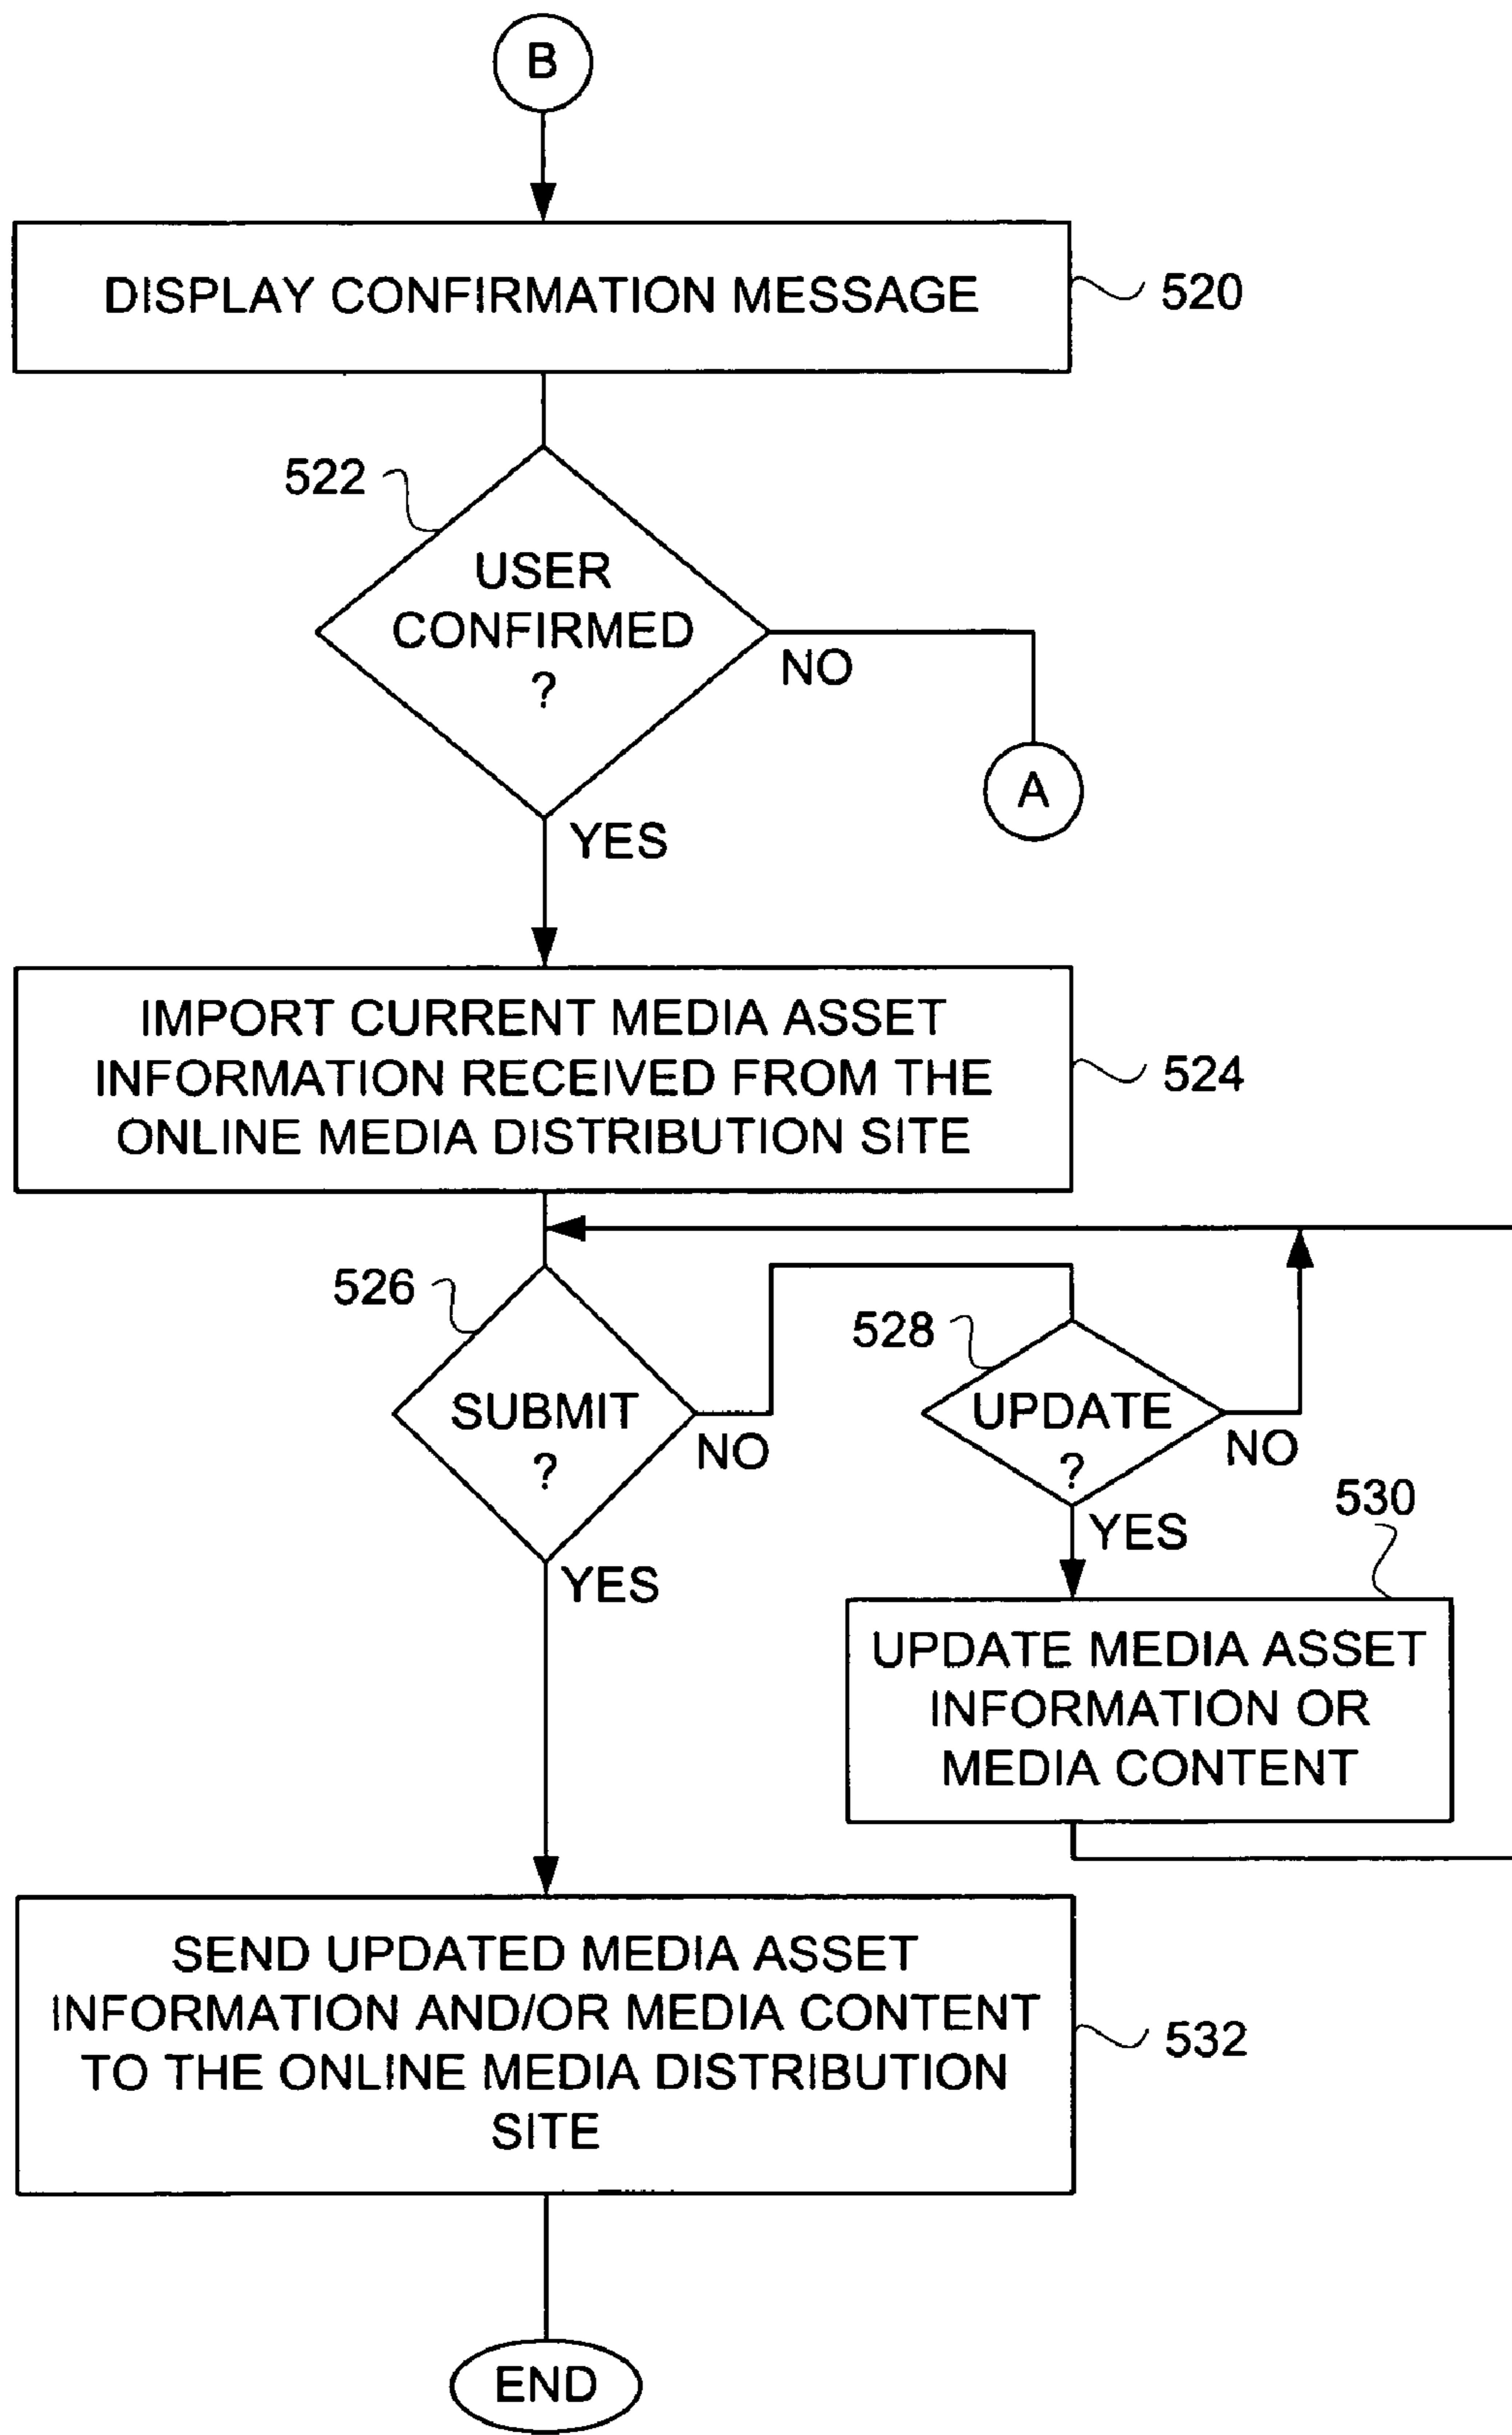 B
DISPLAY CONFIRMATION MESSAGE
520
522
USER
CONFIRMED
?
NO
A
YES
IMPORT CURRENT MEDIA ASSET
INFORMATION RECEIVED FROM THE
ONLINE MEDIA DISTRIBUTION SITE
524
526
SUBMIT
?
NO
528
UPDATE
?
NO
YES
530
YES
UPDATE MEDIA ASSET
INFORMATION OR
MEDIA CONTENT
SEND UPDATED MEDIA ASSET
INFORMATION AND/OR MEDIA CONTENT
TO THE ONLINE MEDIA DISTRIBUTION
SITE
532
END